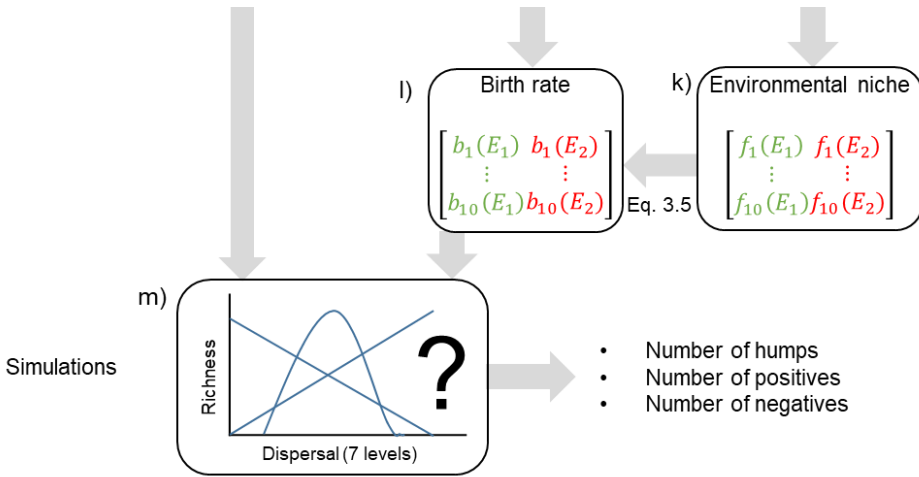 l)
Birth rate
k)
Environmental niche
[b₁(E₁) b₁(E₂)
⋮ ⋮
b₁₀(E₁) b₁₀(E₂)]
[f₁(E₁) f₁(E₂)
⋮ ⋮
f₁₀(E₁) f₁₀(E₂)]
Eq. 3.5
m)
Simulations
Richness
?
Dispersal (7 levels)
• Number of humps
• Number of positives
• Number of negatives